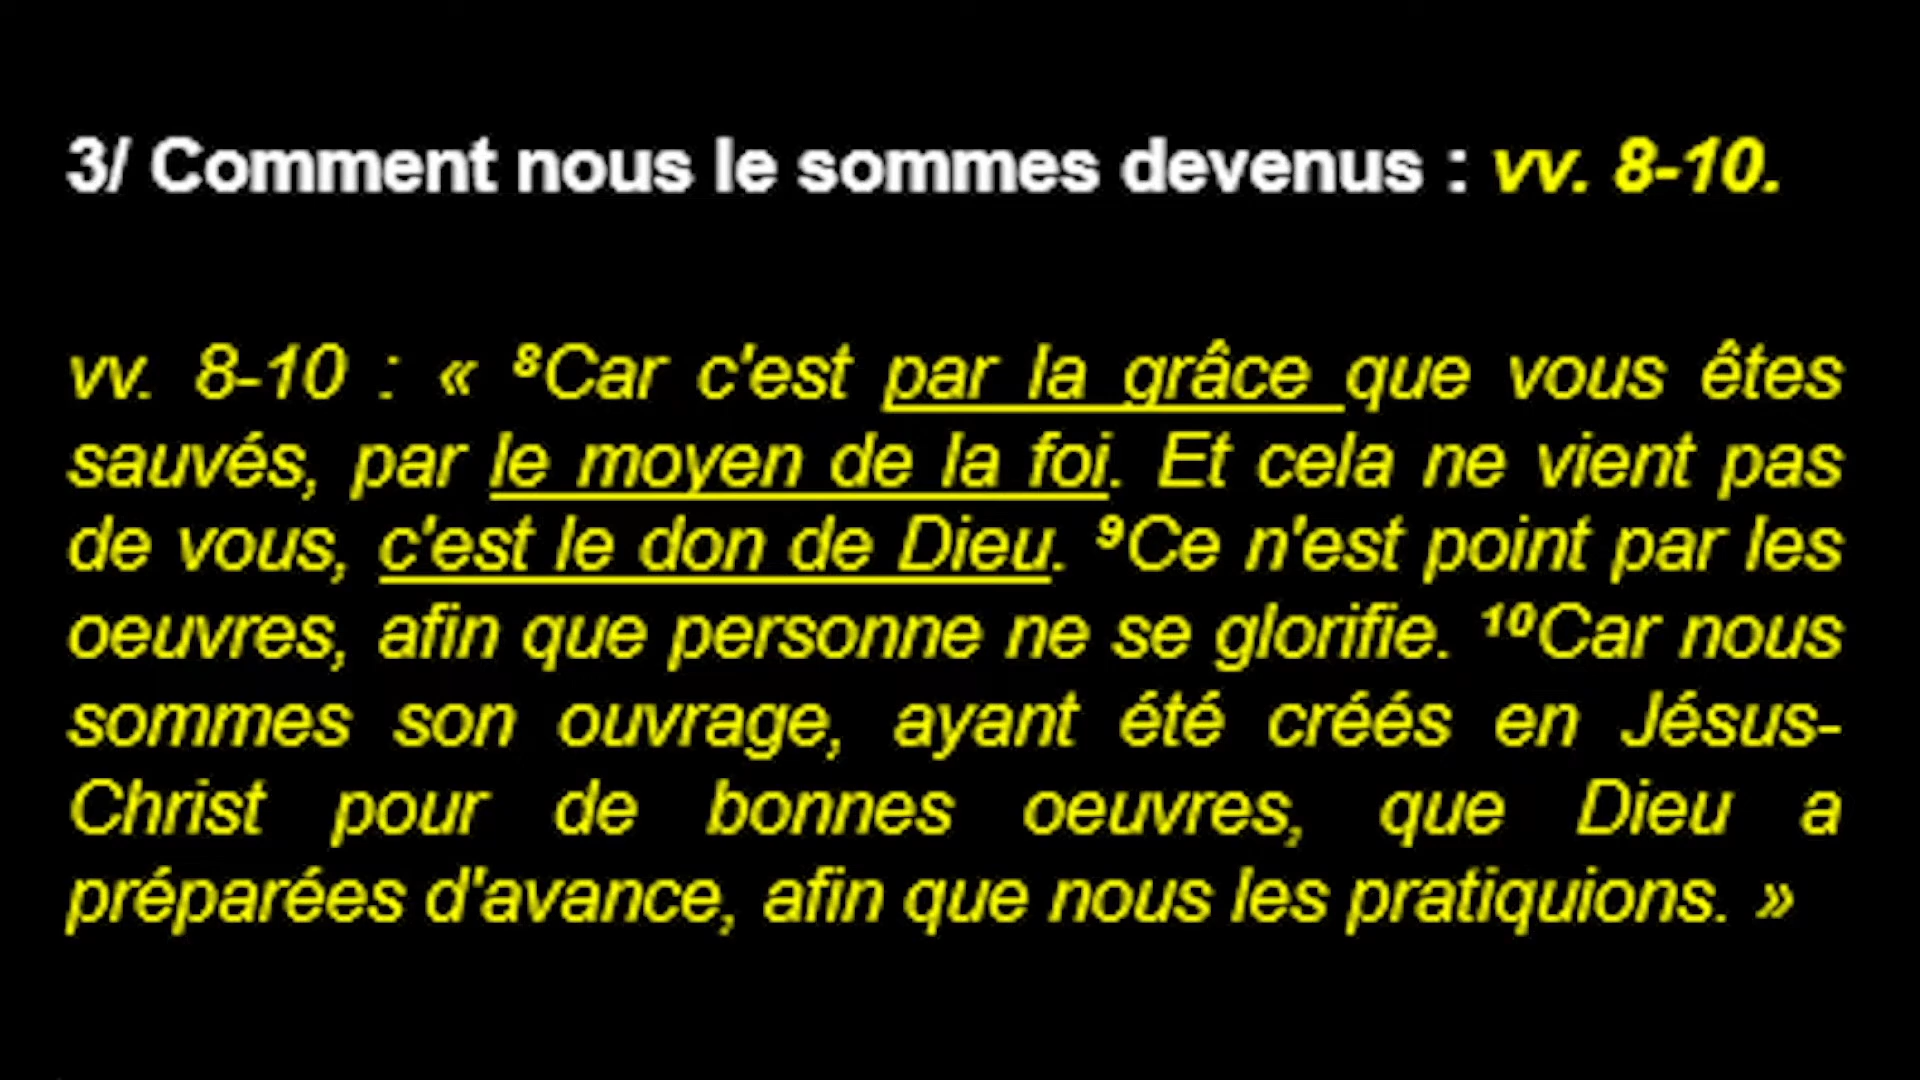 3/ Comment nous le sommes devenus : vv. 8-10.
vv. 8-10 : « ⁸Car c'est par la grâce que vous êtes
sauvés, par le moyen de la foi. Et cela ne vient pas
de vous, c'est le don de Dieu. ⁹Ce n'est point par les
oeuvres, afin que personne ne se glorifie. ¹⁰Car nous
sommes son ouvrage, ayant été créés en Jésus-
Christ pour de bonnes oeuvres, que Dieu a
préparées d'avance, afin que nous les pratiquions. »